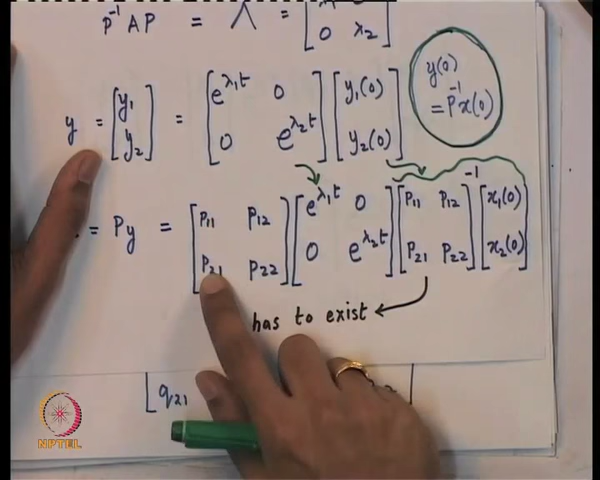 P⁻¹AP = Λ = [ 0 λ₂ ]
y = [y₁ y₂] = [e^λ₁t 0 0 e^λ₂t] [y₁(0) y₂(0)] y(0) = P⁻¹x(0)
= Py = [P₁₁ P₁₂ P₂₁ P₂₂] [e^λ₁t 0 0 e^λ₂t] [P₁₁ P₁₂ P₂₁ P₂₂]⁻¹ [x₁(0) x₂(0)]
has to exist
q₂₁
NPTEL